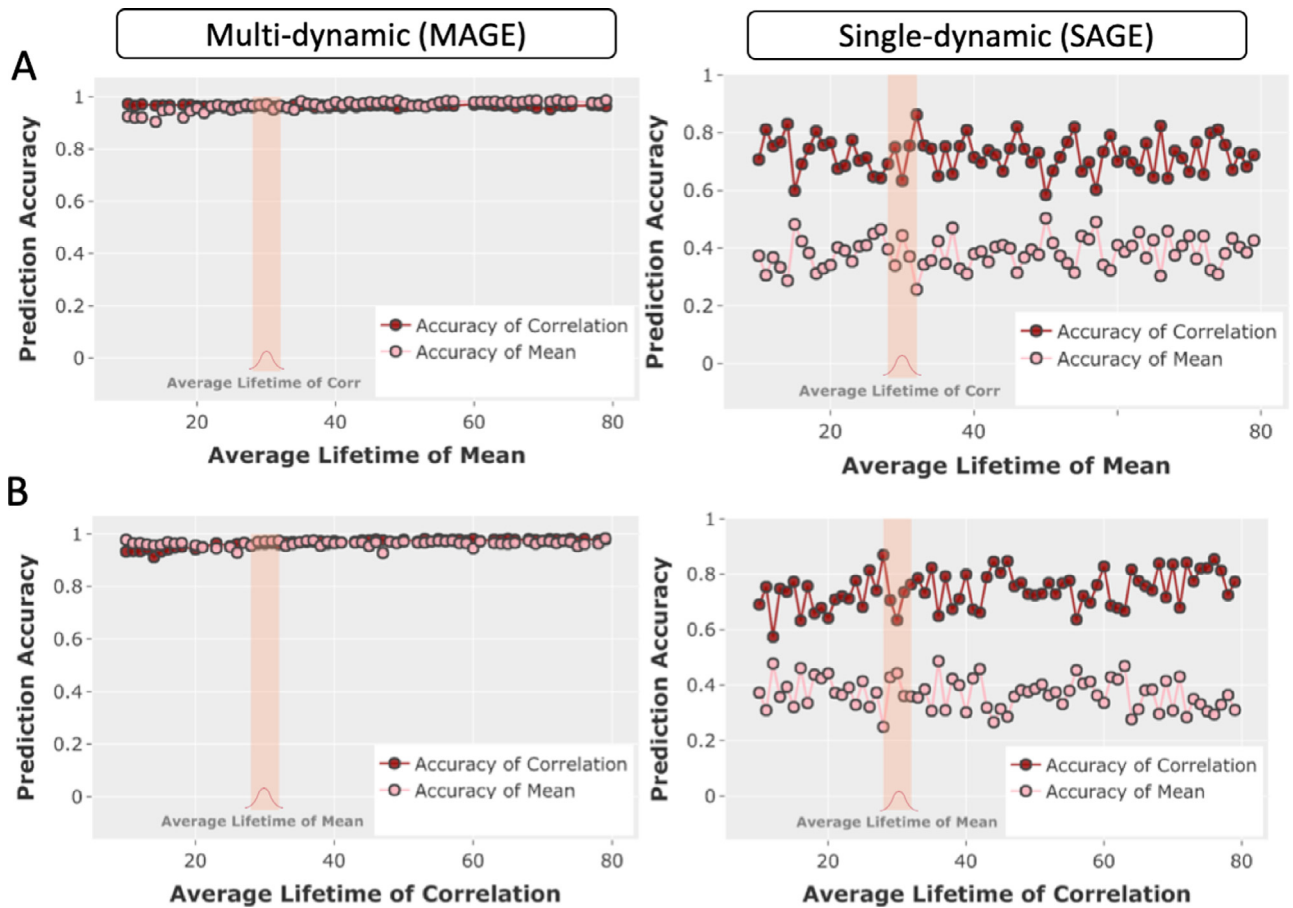 Multi-dynamic (MAGE)
Single-dynamic (SAGE)
A
Prediction Accuracy
1
0.8
0.6
0.4
0.2
0
Accuracy of Correlation
Accuracy of Mean
Average Lifetime of Corr
20
40
60
80
Average Lifetime of Mean
Prediction Accuracy
1
0.8
0.6
0.4
0.2
0
Accuracy of Correlation
Accuracy of Mean
Average Lifetime of Corr
20
40
80
Average Lifetime of Mean
B
Prediction Accuracy
1
0.8
0.6
0.4
0.2
0
Accuracy of Correlation
Accuracy of Mean
Average Lifetime of Mean
20
40
60
80
Average Lifetime of Correlation
Prediction Accuracy
1
0.8
0.6
0.4
0.2
0
Accuracy of Correlation
Accuracy of Mean
Average Lifetime of Mean
20
40
60
80
Average Lifetime of Correlation